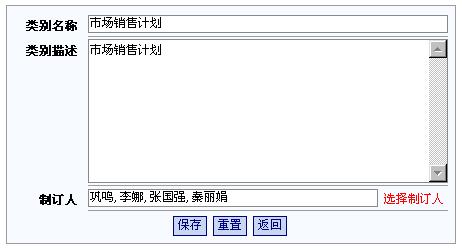 类别名称 市场销售计划
类别描述 市场销售计划
制订人 巩鸣,李娜,张国强,秦丽娟 选择制订人
保存 重置 返回